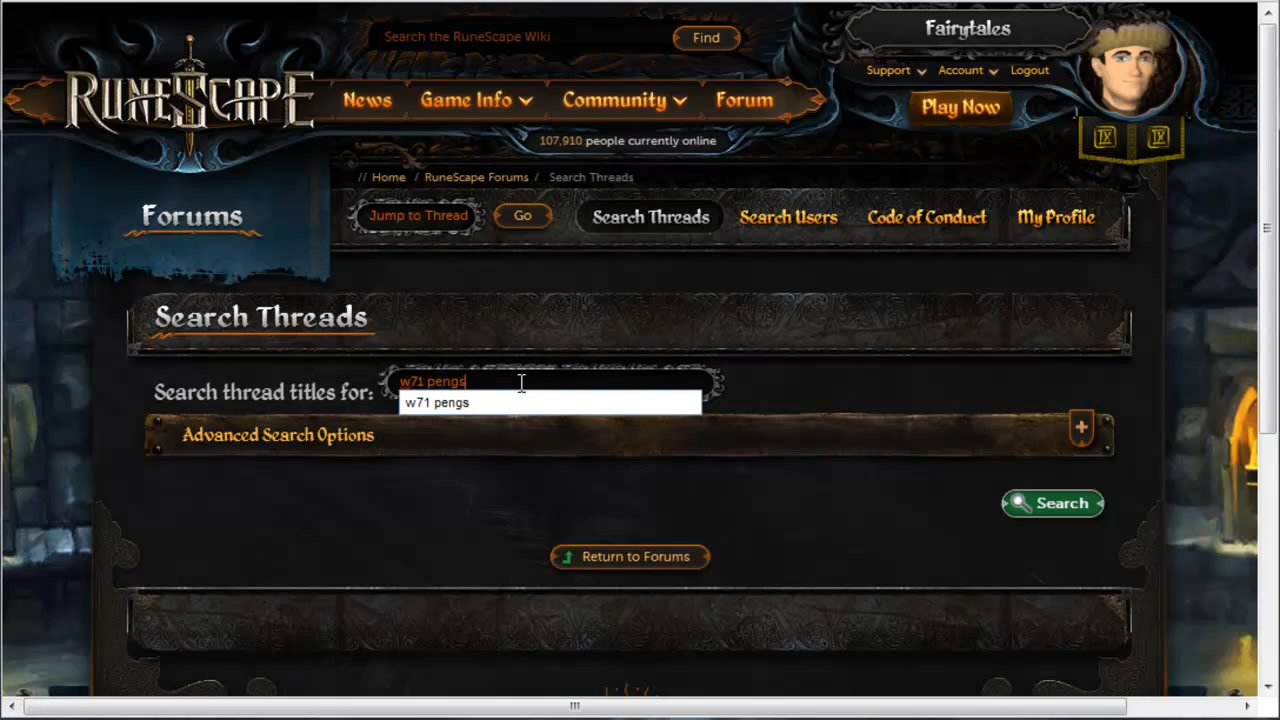 Search the RuneScape Wiki
Find
Fairytales
Support
Account
Logout
RUNESCAPE
News
Game Info
Community
Forum
Play Now
107,910 people currently online
IX
IX
// Home / RuneScape Forums / Search Threads
Forums
Jump to Thread
Go
Search Threads
Search Users
Code of Conduct
My Profile
Search Threads
Search thread titles for:
w71 pengs
w71 pengs
Advanced Search Options
+
Search
Return to Forums